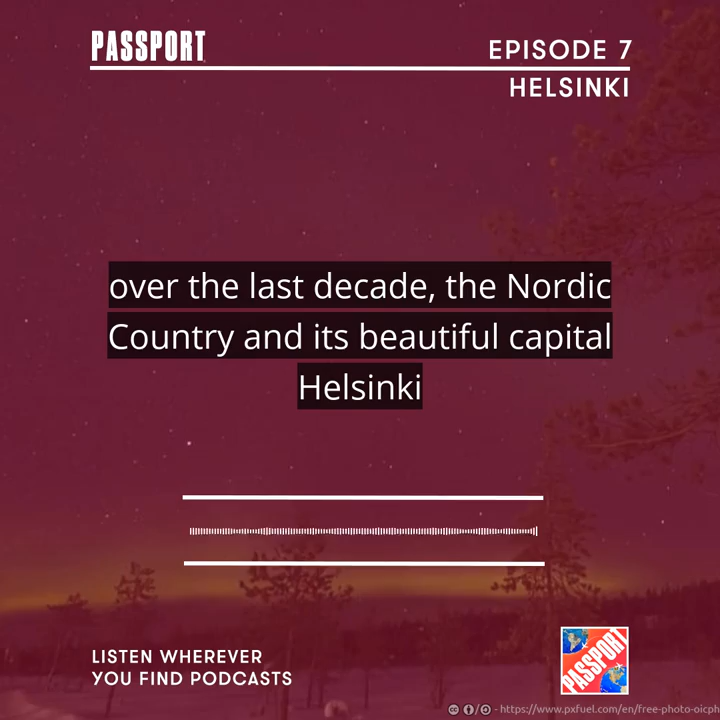 PASSPORT
EPISODE 7
HELSINKI
over the last decade, the Nordic
Country and its beautiful capital
Helsinki
LISTEN WHEREVER
YOU FIND PODCASTS
PASSPORT
- https://www.pxfuel.com/en/free-photo-oicph